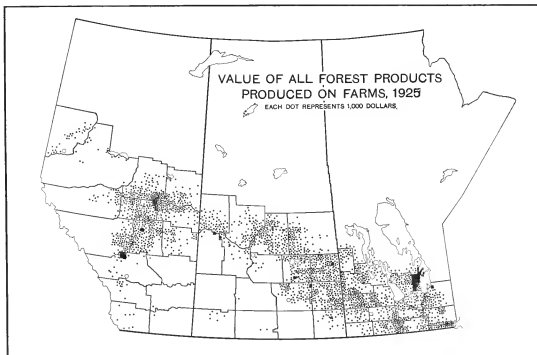 VALUE OF ALL FOREST PRODUCTS
PRODUCED ON FARMS, 1925
EACH DOT REPRESENTS 1,000 DOLLARS.